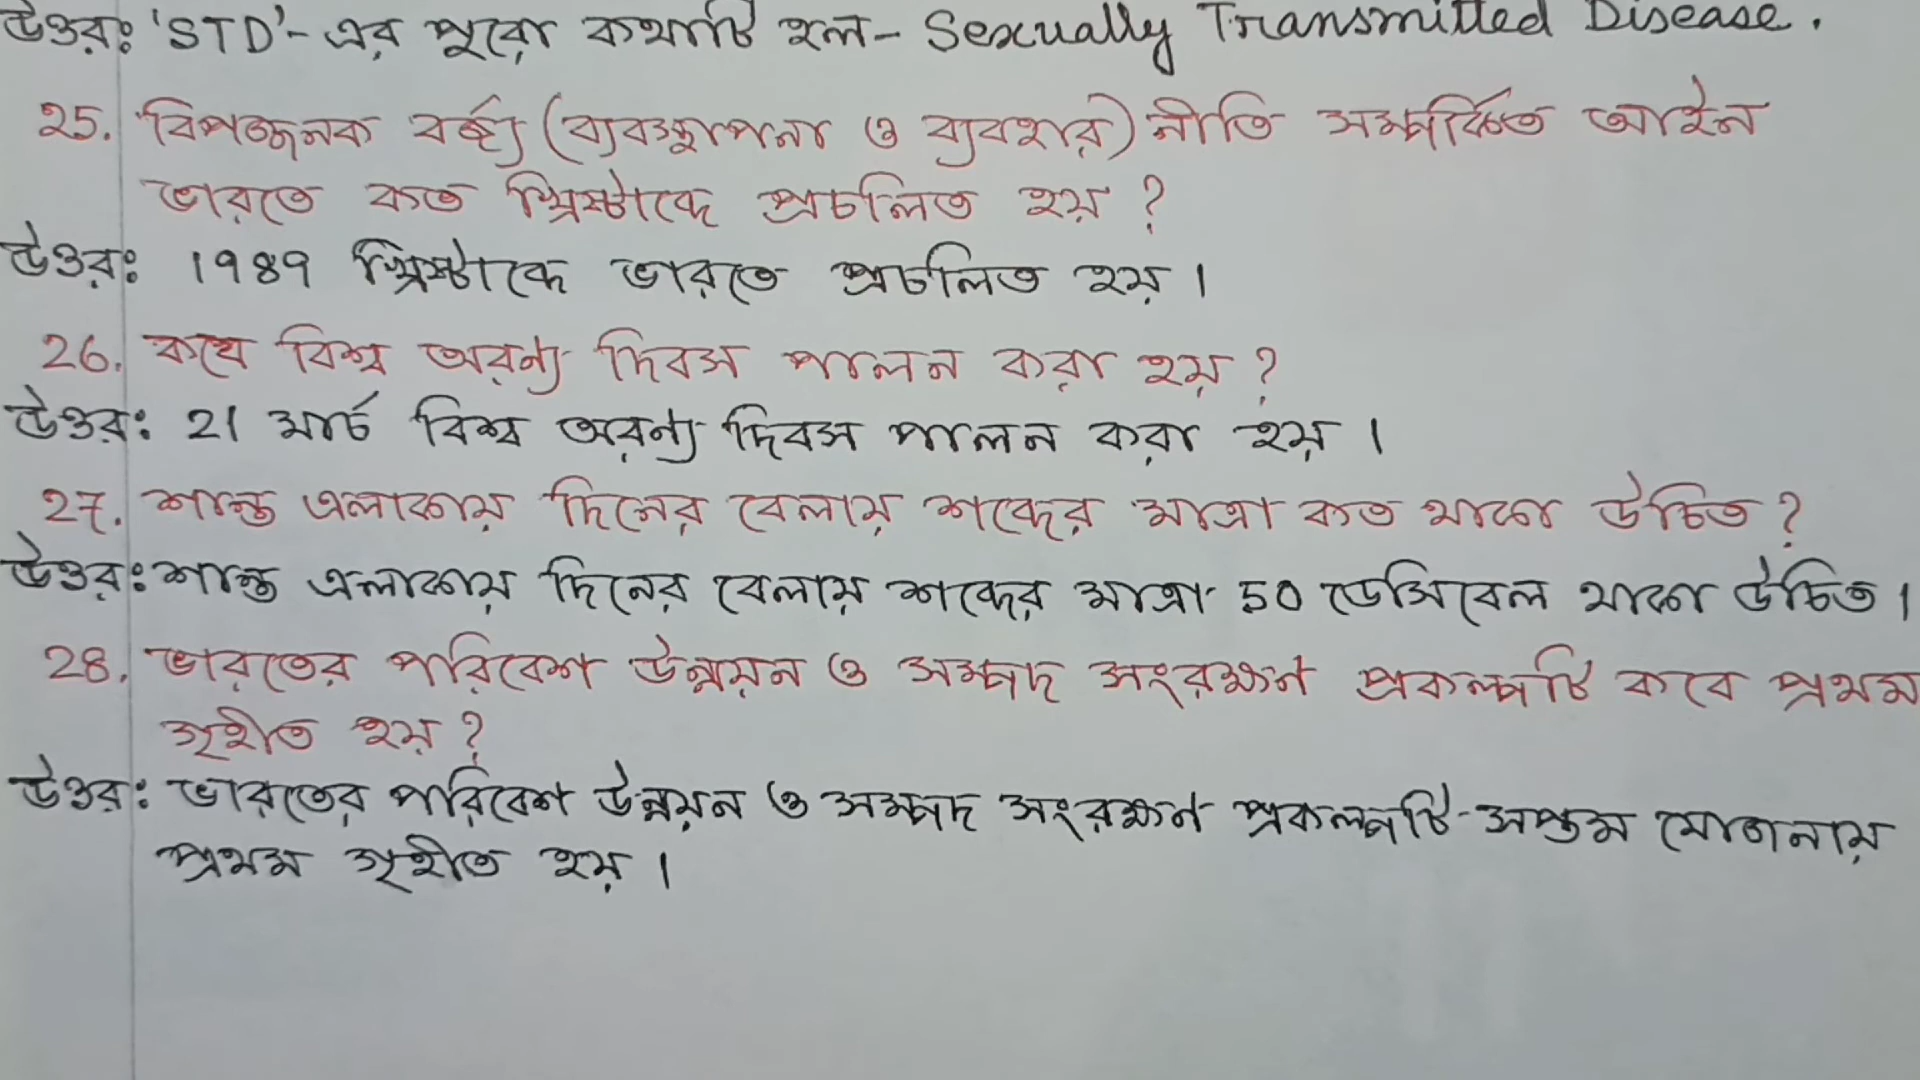 উত্তর: 'STD'- এর পুরো কথাটি হল- Sexually Transmitted Disease.
25. বিপজ্জনক বর্জ্য (ব্যবস্থাপনা ও ব্যবহার) নীতি সম্পর্কিত আইন
ভারতে কত খ্রিস্টাব্দে প্রচলিত হয় ?
উত্তর: 1989 খ্রিস্টাব্দে ভারতে প্রচলিত হয় ।
26. কবে বিশ্ব অরণ্য দিবস পালন করা হয় ?
উত্তর: 21 মার্চ বিশ্ব অরণ্য দিবস পালন করা হয় ।
27. শান্ত এলাকায় দিনের বেলায় শব্দের মাত্রা কত থাকা উচিত ?
উত্তর: শান্ত এলাকায় দিনের বেলায় শব্দের মাত্রা 50 ডেসিবেল থাকা উচিত ।
28. ভারতের পরিবেশ উন্নয়ন ও সম্পদ সংরক্ষণ প্রকল্পটি কবে প্রথম
গৃহীত হয় ?
উত্তর: ভারতের পরিবেশ উন্নয়ন ও সম্পদ সংরক্ষণ প্রকল্পটি সপ্তম যোজনায়
প্রথম গৃহীত হয় ।